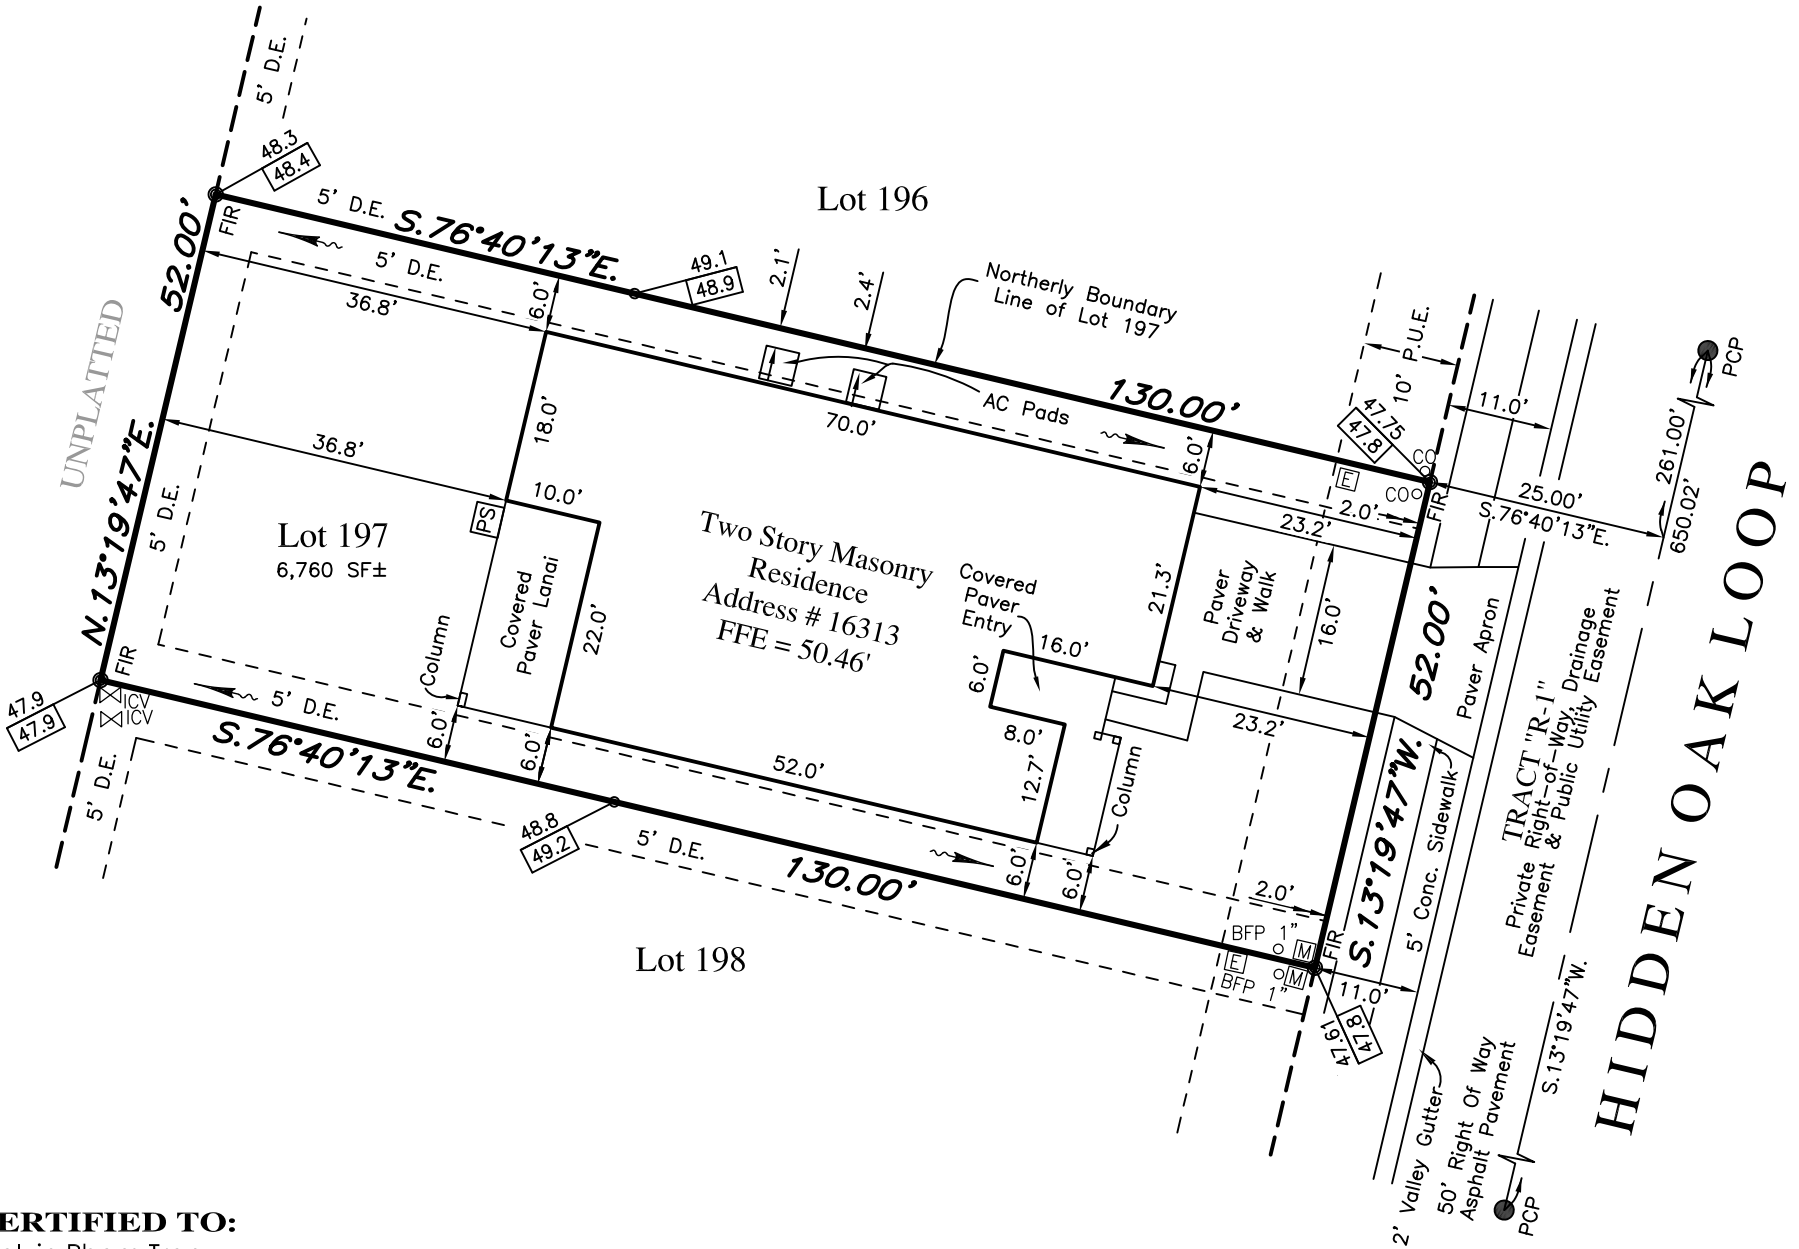 5' D.E.
48.3
48.4
FIR
5' D.E.
S.76°40'13"E.
5' D.E.
Lot 196
49.1
48.9
2.1'
2.4'
Northerly Boundary
Line of Lot 197
130.00'
10' P.U.E.
47.75
47.8
CO
CO
FIR
11.0'
PCP
261.00'
650.02'
25.00'
S.76°40'13"E.
52.00'
UNPLATTED
N.13°19'47"E.
5' D.E.
36.8'
6.0'
36.8'
18.0'
10.0'
PS
AC Pads
70.0'
6.0'
E
2.0'
23.2'
Lot 197
6,760 SF±
Covered
Paver Lanai
22.0'
Column
Two Story Masonry
Residence
Address # 16313
FFE = 50.46'
Covered
Paver
Entry
16.0'
6.0'
8.0'
12.7'
21.3'
Paver
Driveway
& Walk
16.0'
23.2'
Column
52.00'
Paver Apron
S.13°19'47"W.
5' Conc. Sidewalk
TRACT "R-1"
Private Right-of-Way, Drainage
Easement & Public Utility Easement
HIDDEN OAK LOOP
FIR
47.9
47.9
ICV
ICV
5' D.E.
5' D.E.
S.76°40'13"E.
6.0'
6.0'
52.0'
48.8
49.2
5' D.E.
130.00'
6.0'
6.0'
2.0'
BFP 1"
M
FIR
E
BFP 1"
M
11.0'
47.61
47.8
Lot 198
2' Valley Gutter
50' Right Of Way
Asphalt Pavement
S.13°19'47"W.
PCP
ERTIFIED TO: